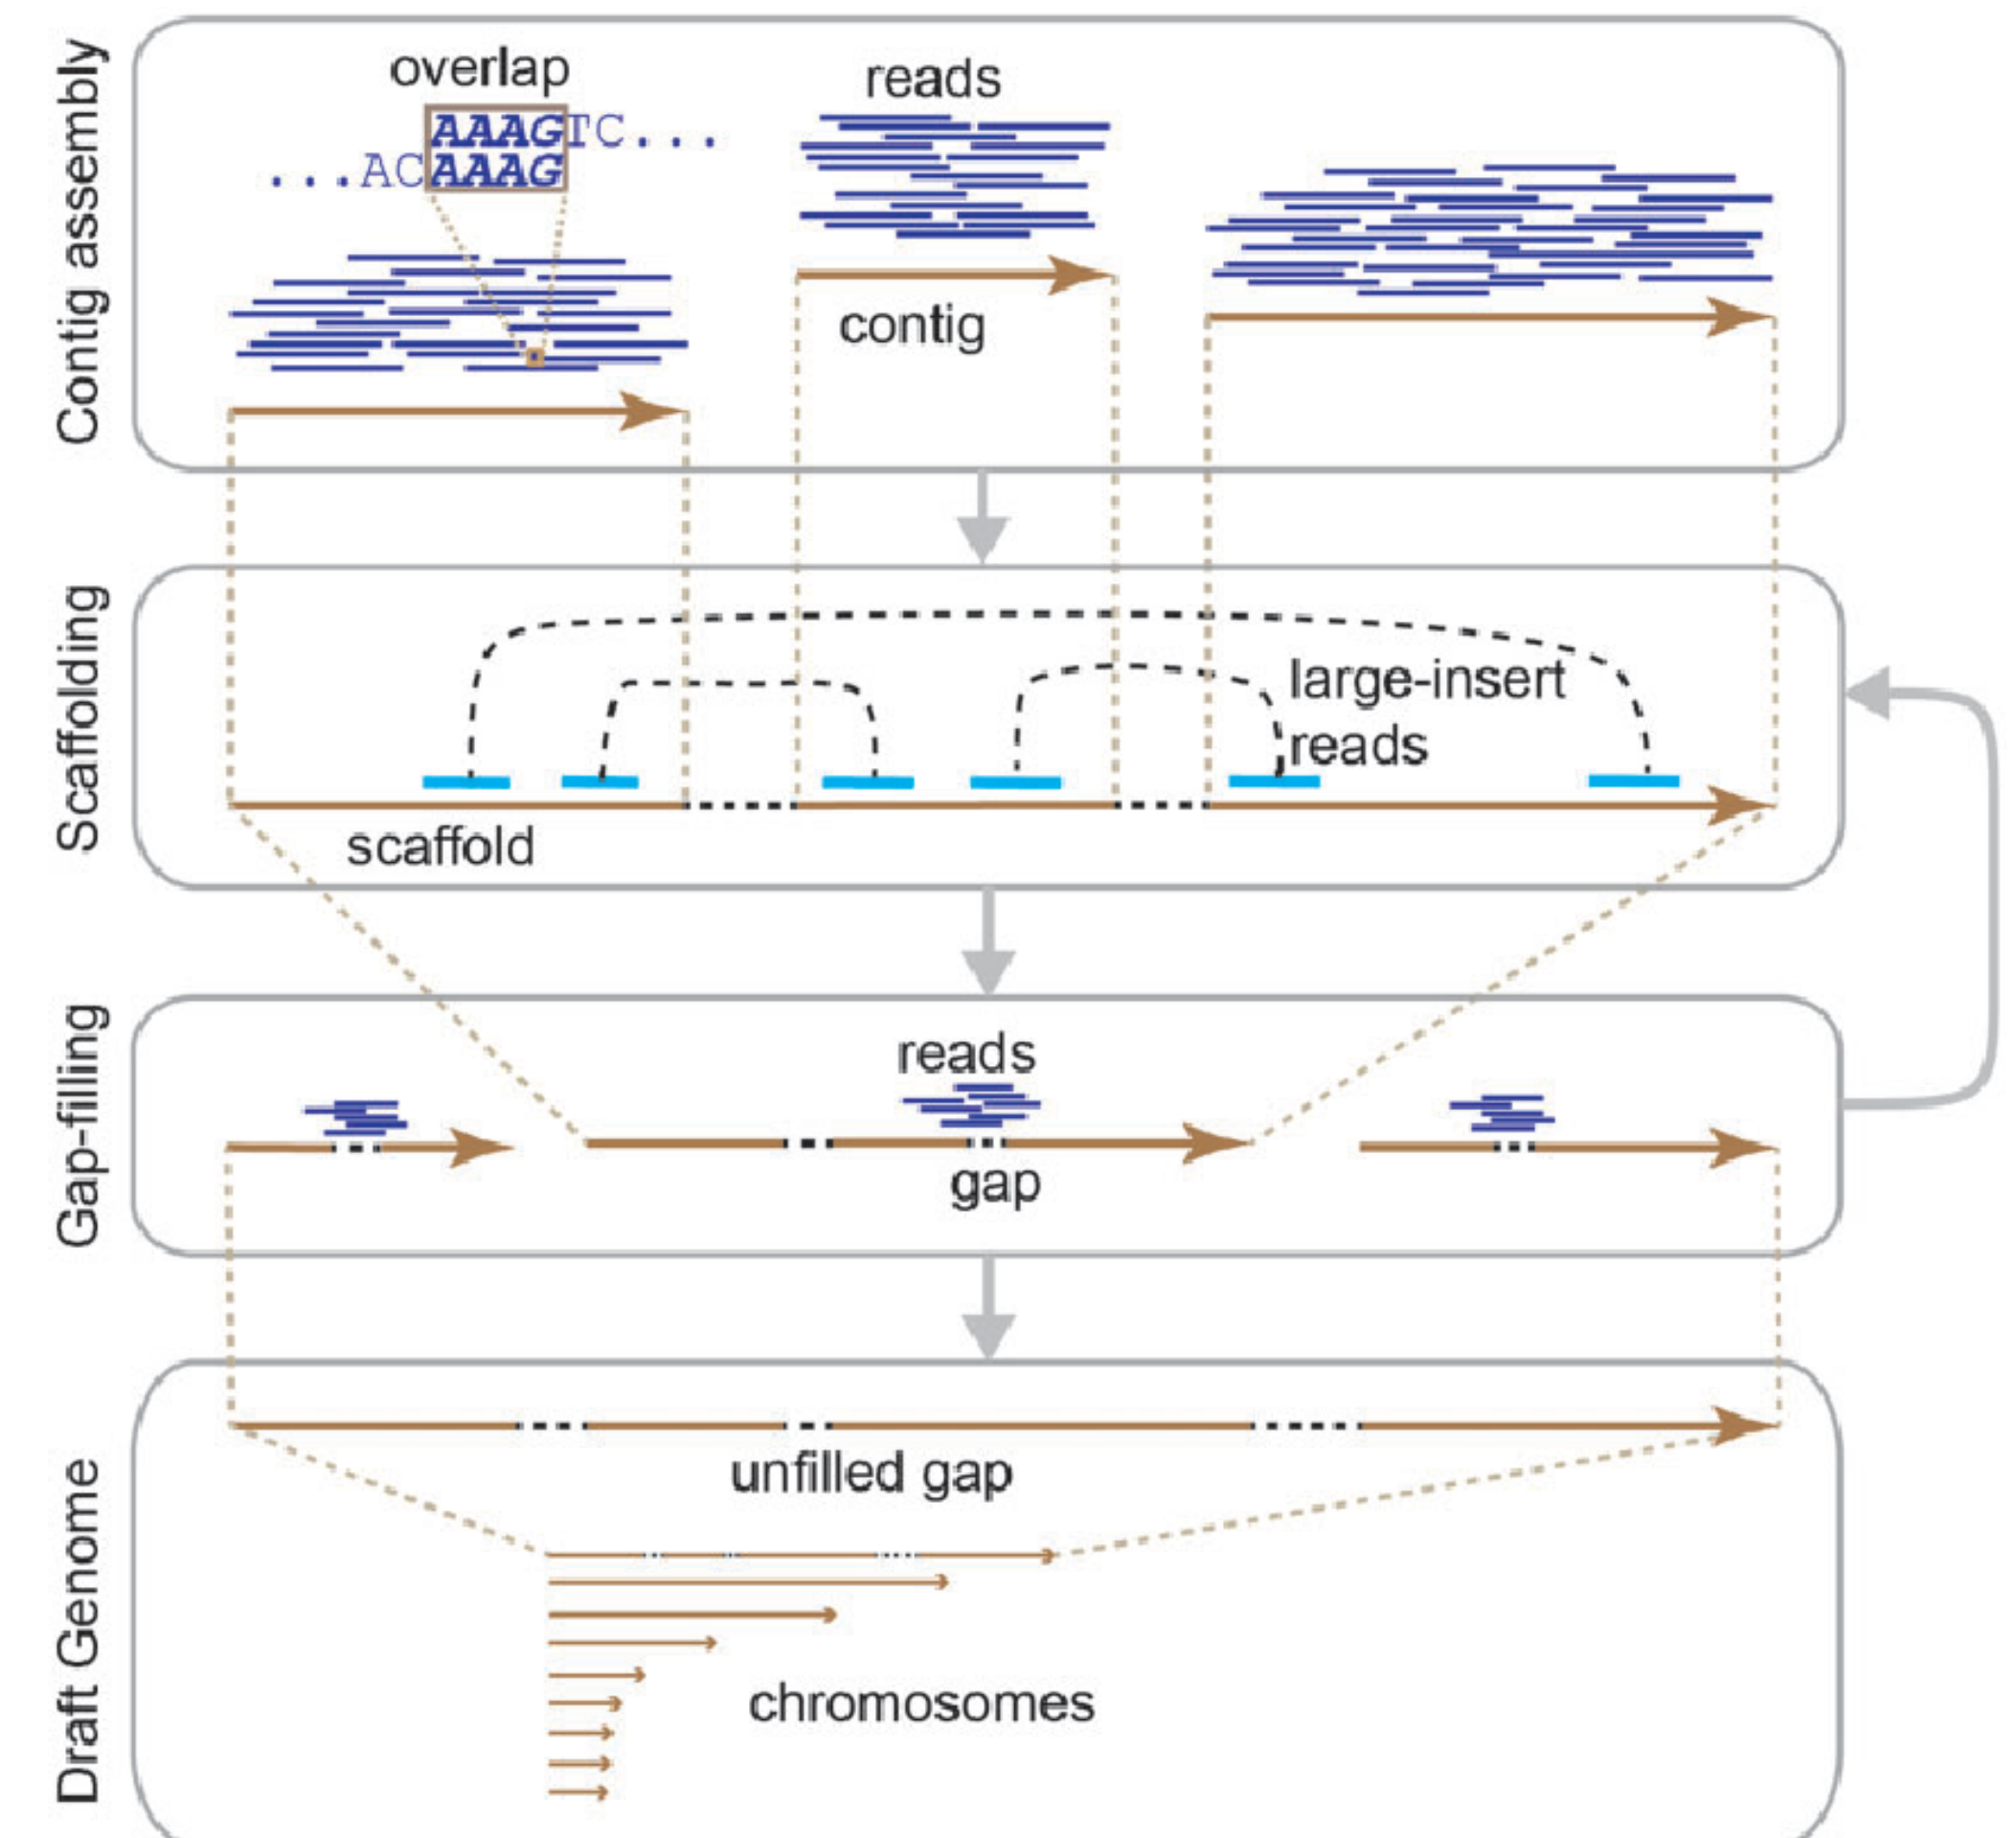 Contig assembly
overlap
AAAGTC...
...ACAAAG
reads
contig
Scaffolding
large-insert
reads
scaffold
Gap-filling
reads
gap
Draft Genome
unfilled gap
chromosomes